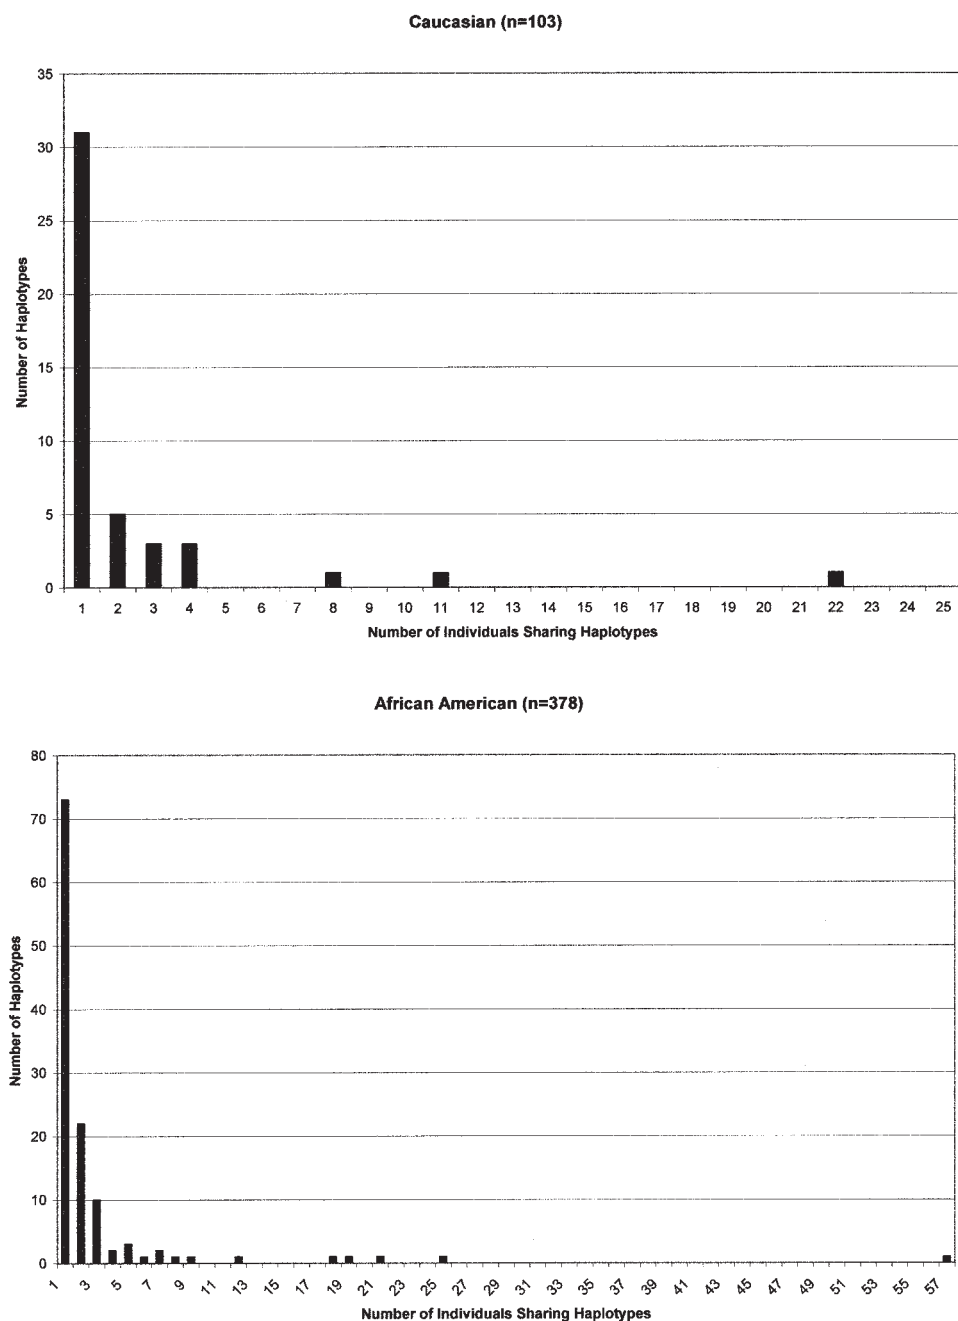 Caucasian (n=103)
35
30
25
20
15
10
5
0
Number of Haplotypes
1 2 3 4 5 6 7 8 9 10 11 12 13 14 15 16 17 18 19 20 21 22 23 24 25
Number of Individuals Sharing Haplotypes
African American (n=378)
80
70
60
50
40
30
20
10
0
Number of Haplotypes
1 3 5 7 9 11 13 15 17 19 21 23 25 27 29 31 33 35 37 39 41 43 45 47 49 51 53 55 57
Number of Individuals Sharing Haplotypes